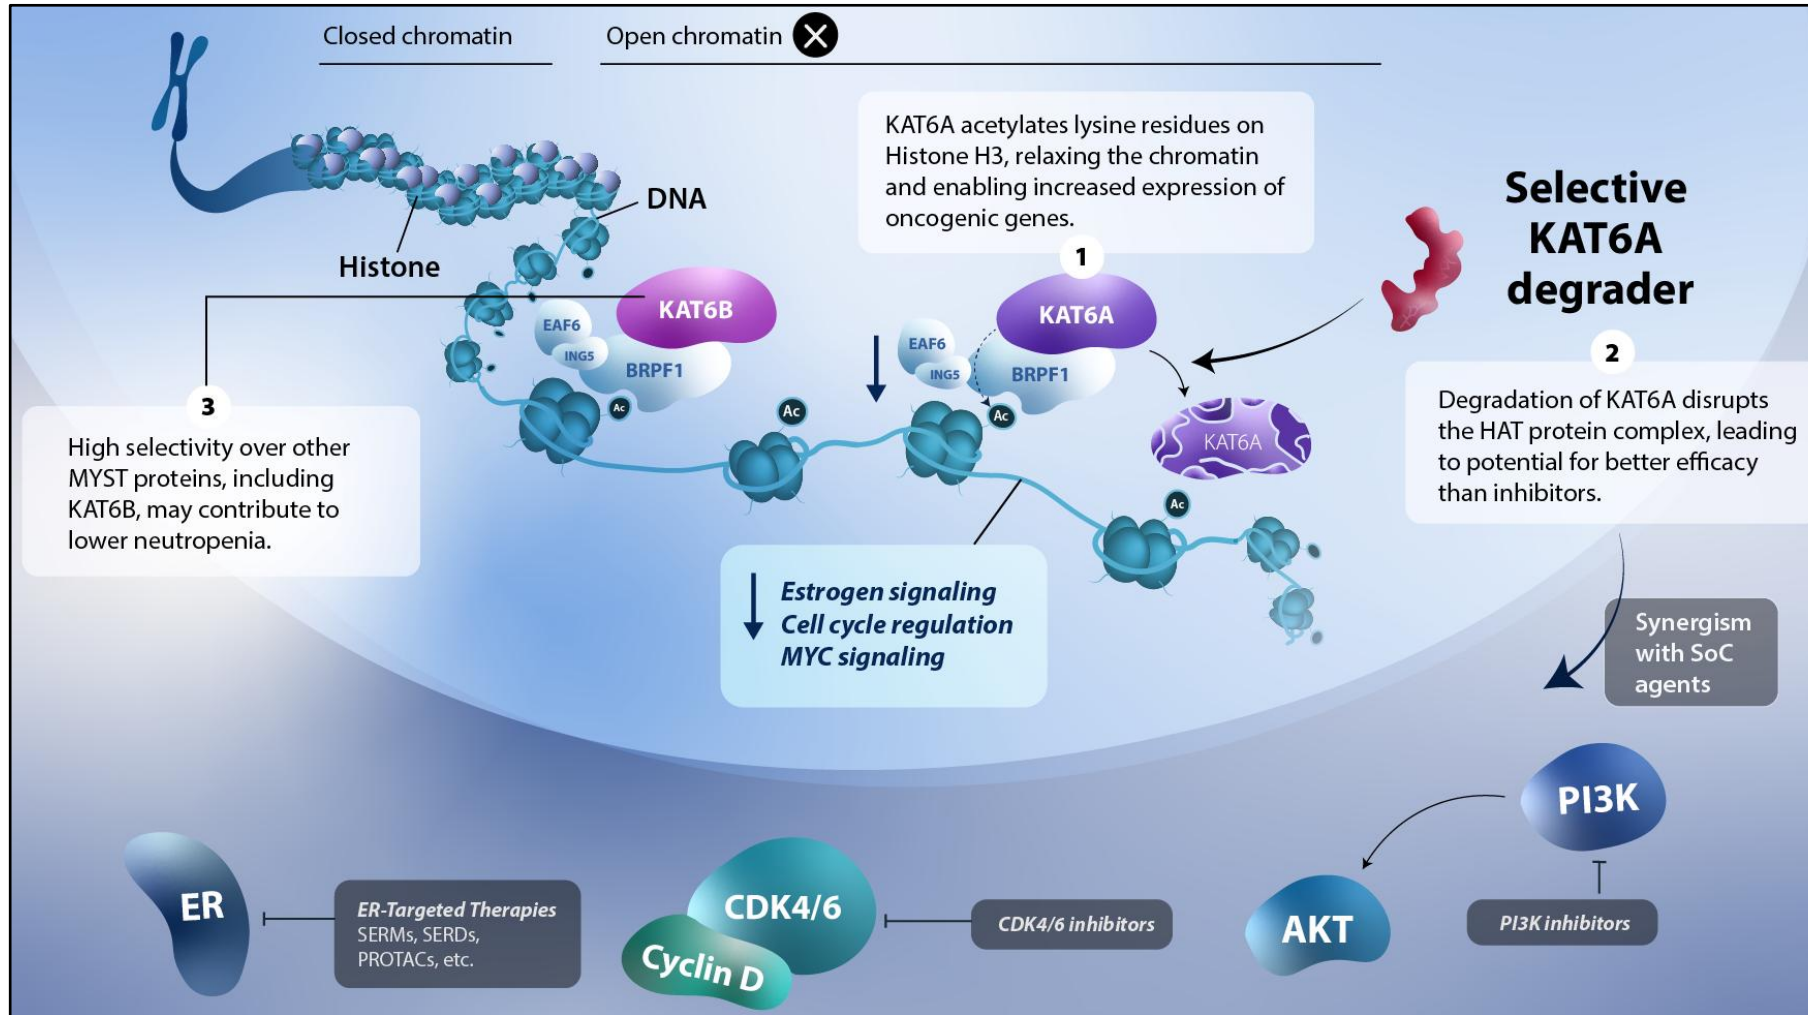 Closed chromatin
Open chromatin
KAT6A acetylates lysine residues on
Histone H3, relaxing the chromatin
and enabling increased expression of
oncogenic genes.
1
Selective
KAT6A
degrader
DNA
Histone
KAT6B
EAF6
ING5
BRPF1
Ac
Ac
KAT6A
EAF6
ING5
BRPF1
Ac
KAT6A
Ac
2
Degradation of KAT6A disrupts
the HAT protein complex, leading
to potential for better efficacy
than inhibitors.
3
High selectivity over other
MYST proteins, including
KAT6B, may contribute to
lower neutropenia.
Estrogen signaling
Cell cycle regulation
MYC signaling
Synergism
with SoC
agents
ER
ER-Targeted Therapies
SERMs, SERDs,
PROTACs, etc.
CDK4/6
Cyclin D
CDK4/6 inhibitors
PI3K
AKT
PI3K inhibitors